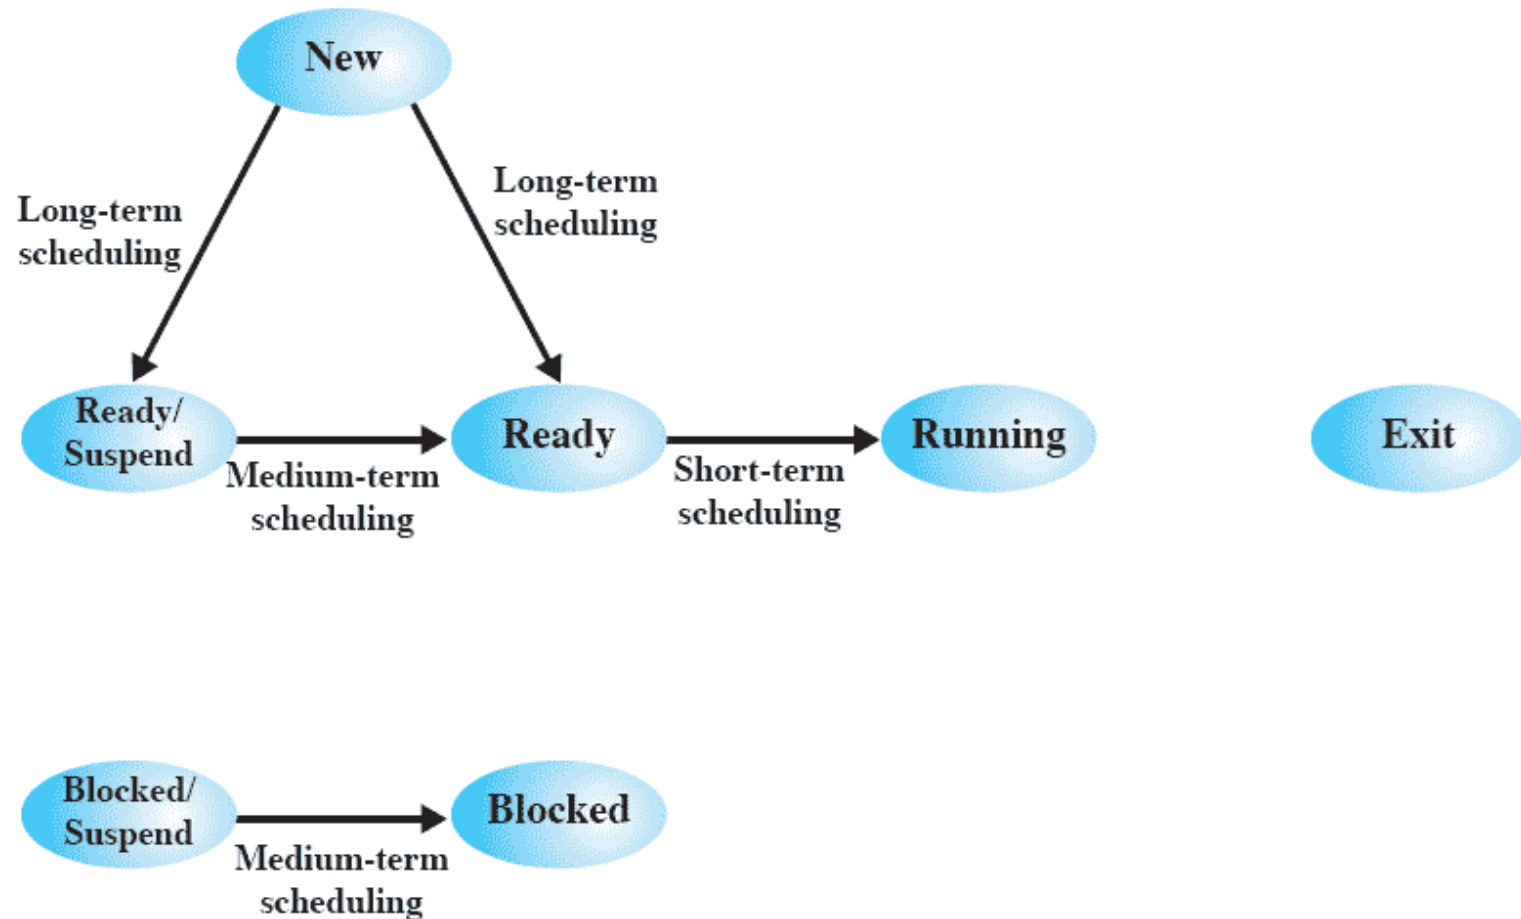 New
Long-term
scheduling
Long-term
scheduling
Ready/
Suspend
Medium-term
scheduling
Ready
Short-term
scheduling
Running
Exit
Blocked/
Suspend
Medium-term
scheduling
Blocked